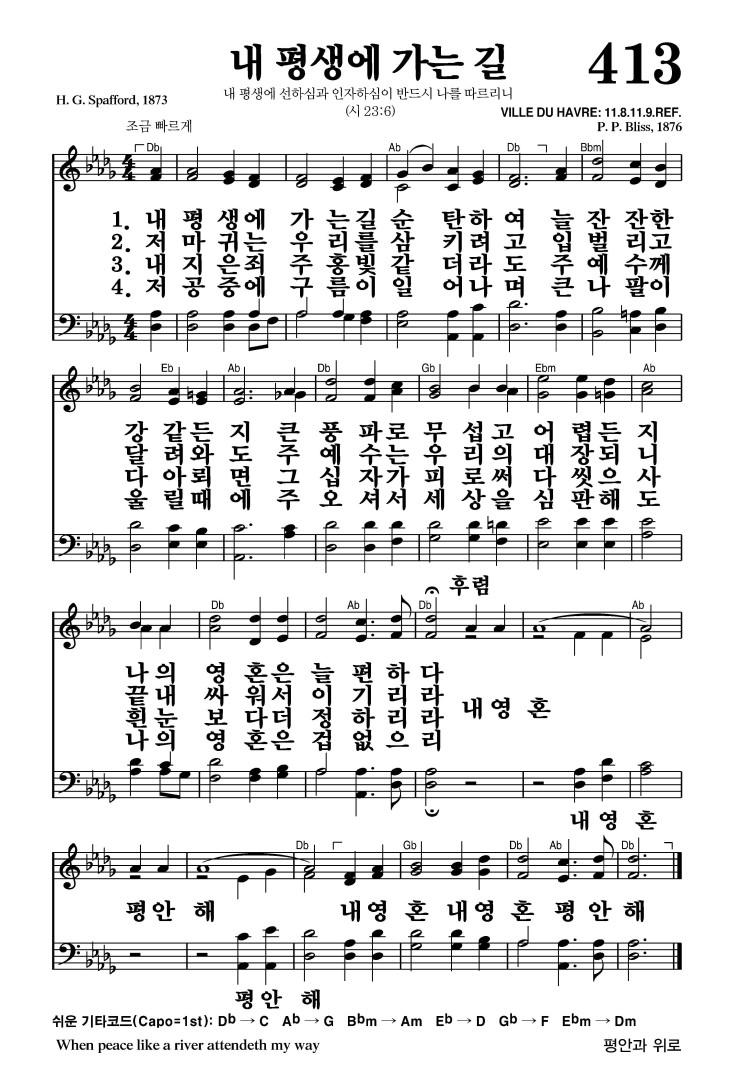 내 평생에 가는 길
413
내 평생에 선하심과 인자하심이 반드시 나를 따르리니
(시 23:6)
H. G. Spafford, 1873
VILLE DU HAVRE: 11.8.11.9.REF.
조금 빠르게
P. P. Bliss, 1876
Db Ab Db Bbm
1. 내 평 생에 가 는길 순 탄하 여 늘잔 잔한
2. 저 마 귀는 우 리를 삼 키려 고 입벌 리고
3. 내 지 은죄 주 홍빛 같 더라 도 주예 수께
4. 저 공 중에 구 름이 일 어나 며 큰나 팔이
Eb Ab Db Gb Ebm Ab
강 같든 지 큰 풍 파로 무 섭고 어 렵든 지
달 려와 도 주 예 수는 우 리의 대 장되 니
다 아뢰 면 그 십 자가 피 로써 다 씻으 사
울 릴때 에 주 오 셔서 세 상을 심 판해 도
후렴
Db Ab Db Ab
나의 영 혼은 늘 편 하 다
끝내 싸 워서 이 기 리 라
흰눈 보 다더 정 하 리 라
나의 영 혼은 겁 없 으 리
내 영 혼
내 영 혼
Db Gb Db Ab Db
평 안 해 내 영 혼 내 영 혼 평 안 해
평 안 해
쉬운 기타코드(Capo=1st): Db → C Ab → G Bbm → Am Eb → D Gb → F Ebm → Dm
When peace like a river attendeth my way
평안과 위로